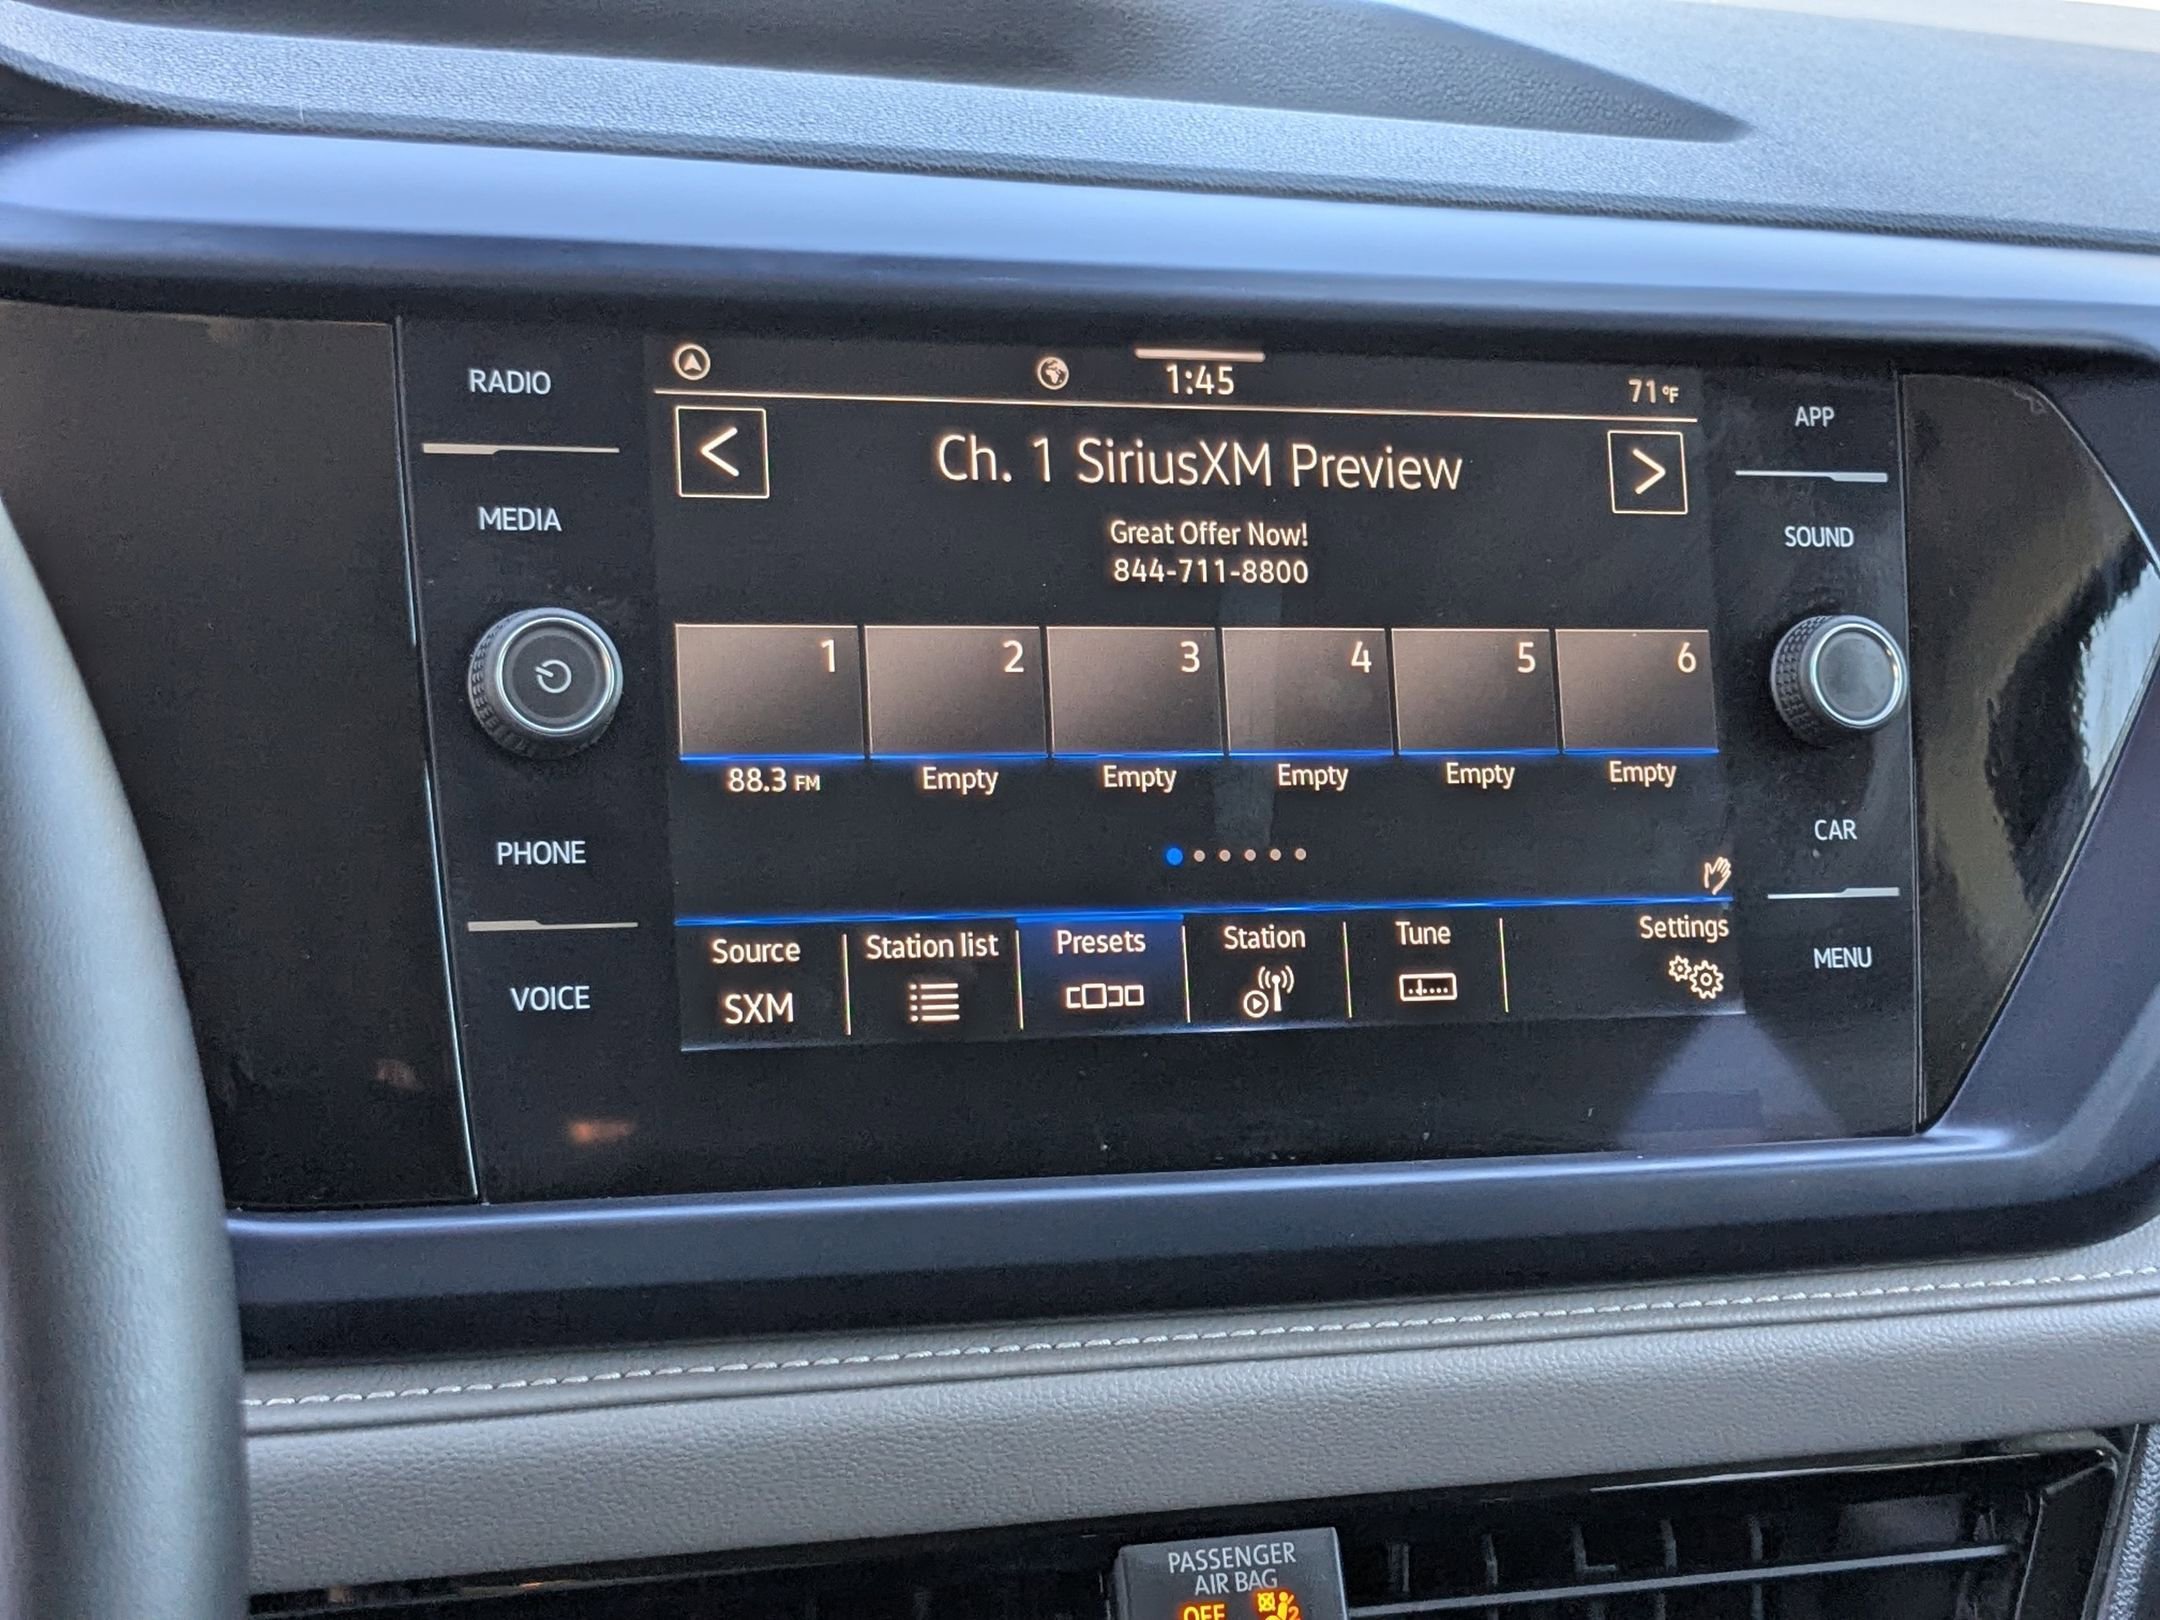 RADIO
MEDIA
PHONE
VOICE
1:45
71°F
<
Ch. 1 SiriusXM Preview
>
Great Offer Now!
844-711-8800
1 2 3 4 5 6
88.3 FM Empty Empty Empty Empty Empty
Source Station list Presets Station Tune Settings
SXM
APP
SOUND
CAR
MENU
PASSENGER
AIR BAG
OFF 2